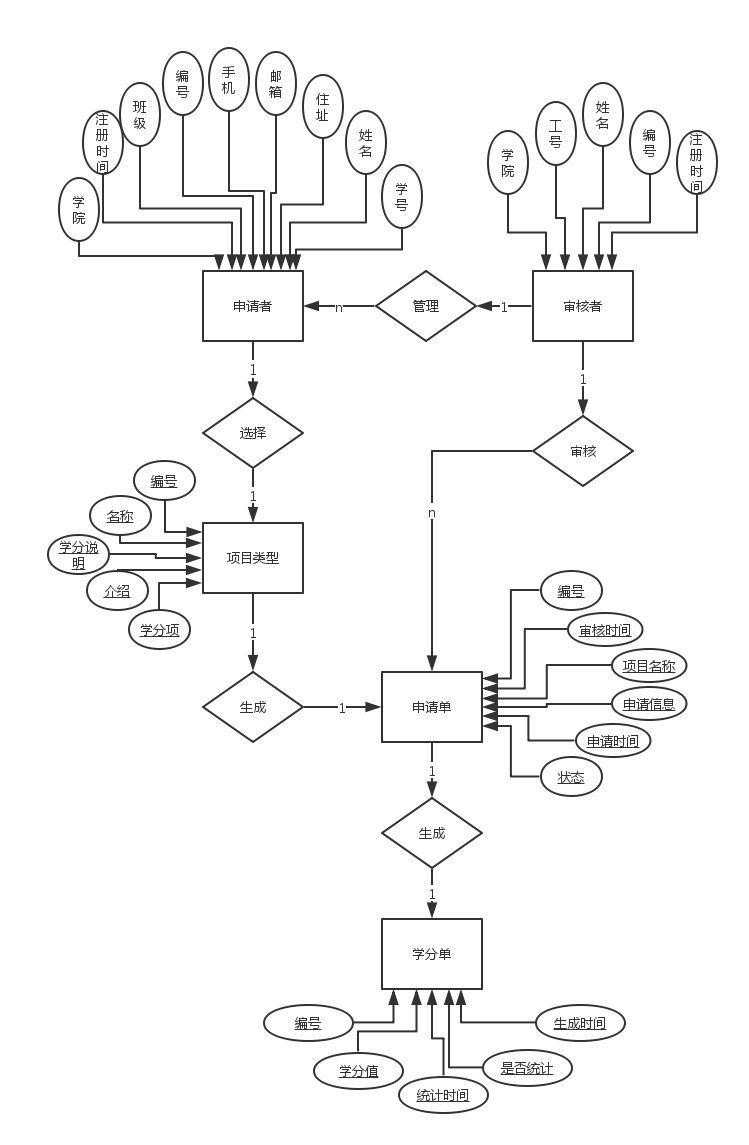 学院
注册时间
班级
编号
手机
邮箱
住址
姓名
学号
学院
工号
姓名
编号
注册时间
申请者
n
管理
1
审核者
1
选择
1
审核
1
n
编号
名称
学分说
明
介绍
学分项
项目类型
1
生成
1
申请单
编号
审核时间
项目名称
申请信息
申请时间
状态
1
生成
1
学分单
编号
学分值
统计时间
是否统计
生成时间